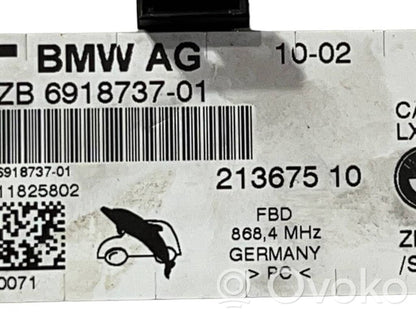 BMW AG 10-02
ZB 6918737-01
6918737-01
11825802
213675 10
0071
FBD
868,4 MHz
GERMANY
> PC <
CA
LX
ZI
/S
Ovoko